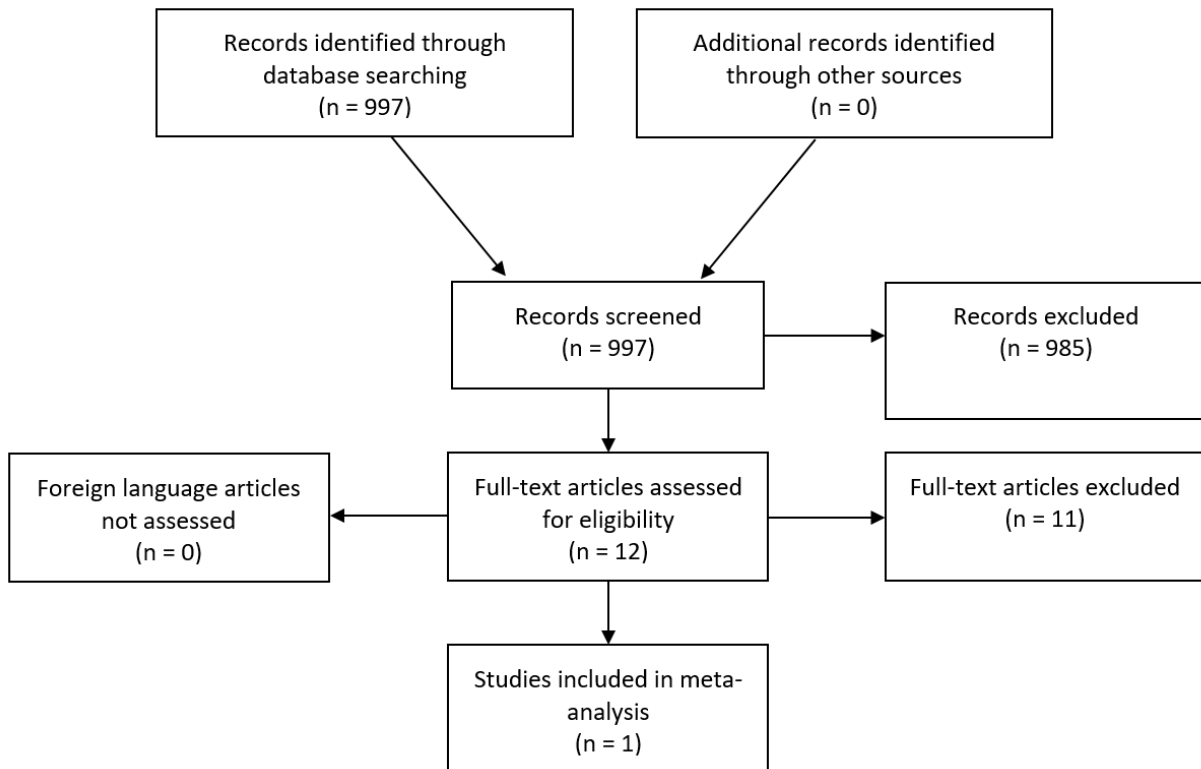 Records identified through
database searching
(n = 997)
Additional records identified
through other sources
(n = 0)
Records screened
(n = 997)
Records excluded
(n = 985)
Foreign language articles
not assessed
(n = 0)
Full-text articles assessed
for eligibility
(n = 12)
Full-text articles excluded
(n = 11)
Studies included in meta-
analysis
(n = 1)